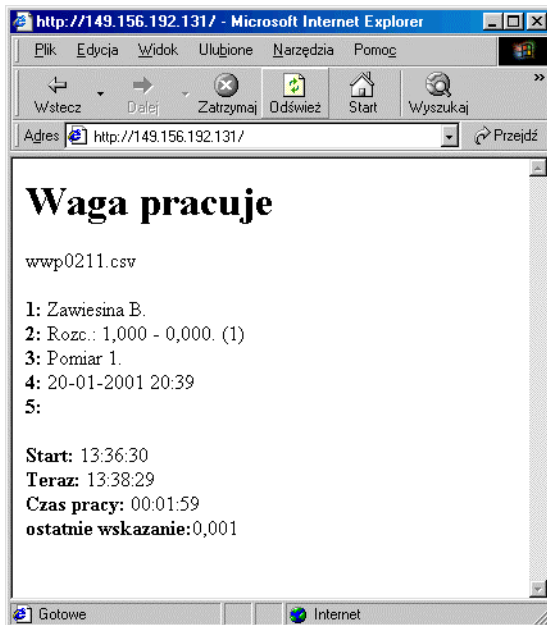 http://149.156.192.131/ - Microsoft Internet Explorer
Plik Edycja Widok Ulubione Narzędzia Pomoc
Wstecz Dalej Zatrzymaj Odśwież Start Wyszukaj »
Adres http://149.156.192.131/ Przejdź
Waga pracuje
wwp0211.csv
1: Zawiesina B.
2: Rozc.: 1,000 - 0,000. (1)
3: Pomiar 1.
4: 20-01-2001 20:39
5:
Start: 13:36:30
Teraz: 13:38:29
Czas pracy: 00:01:59
ostatnie wskazanie:0,001
Gotowe Internet